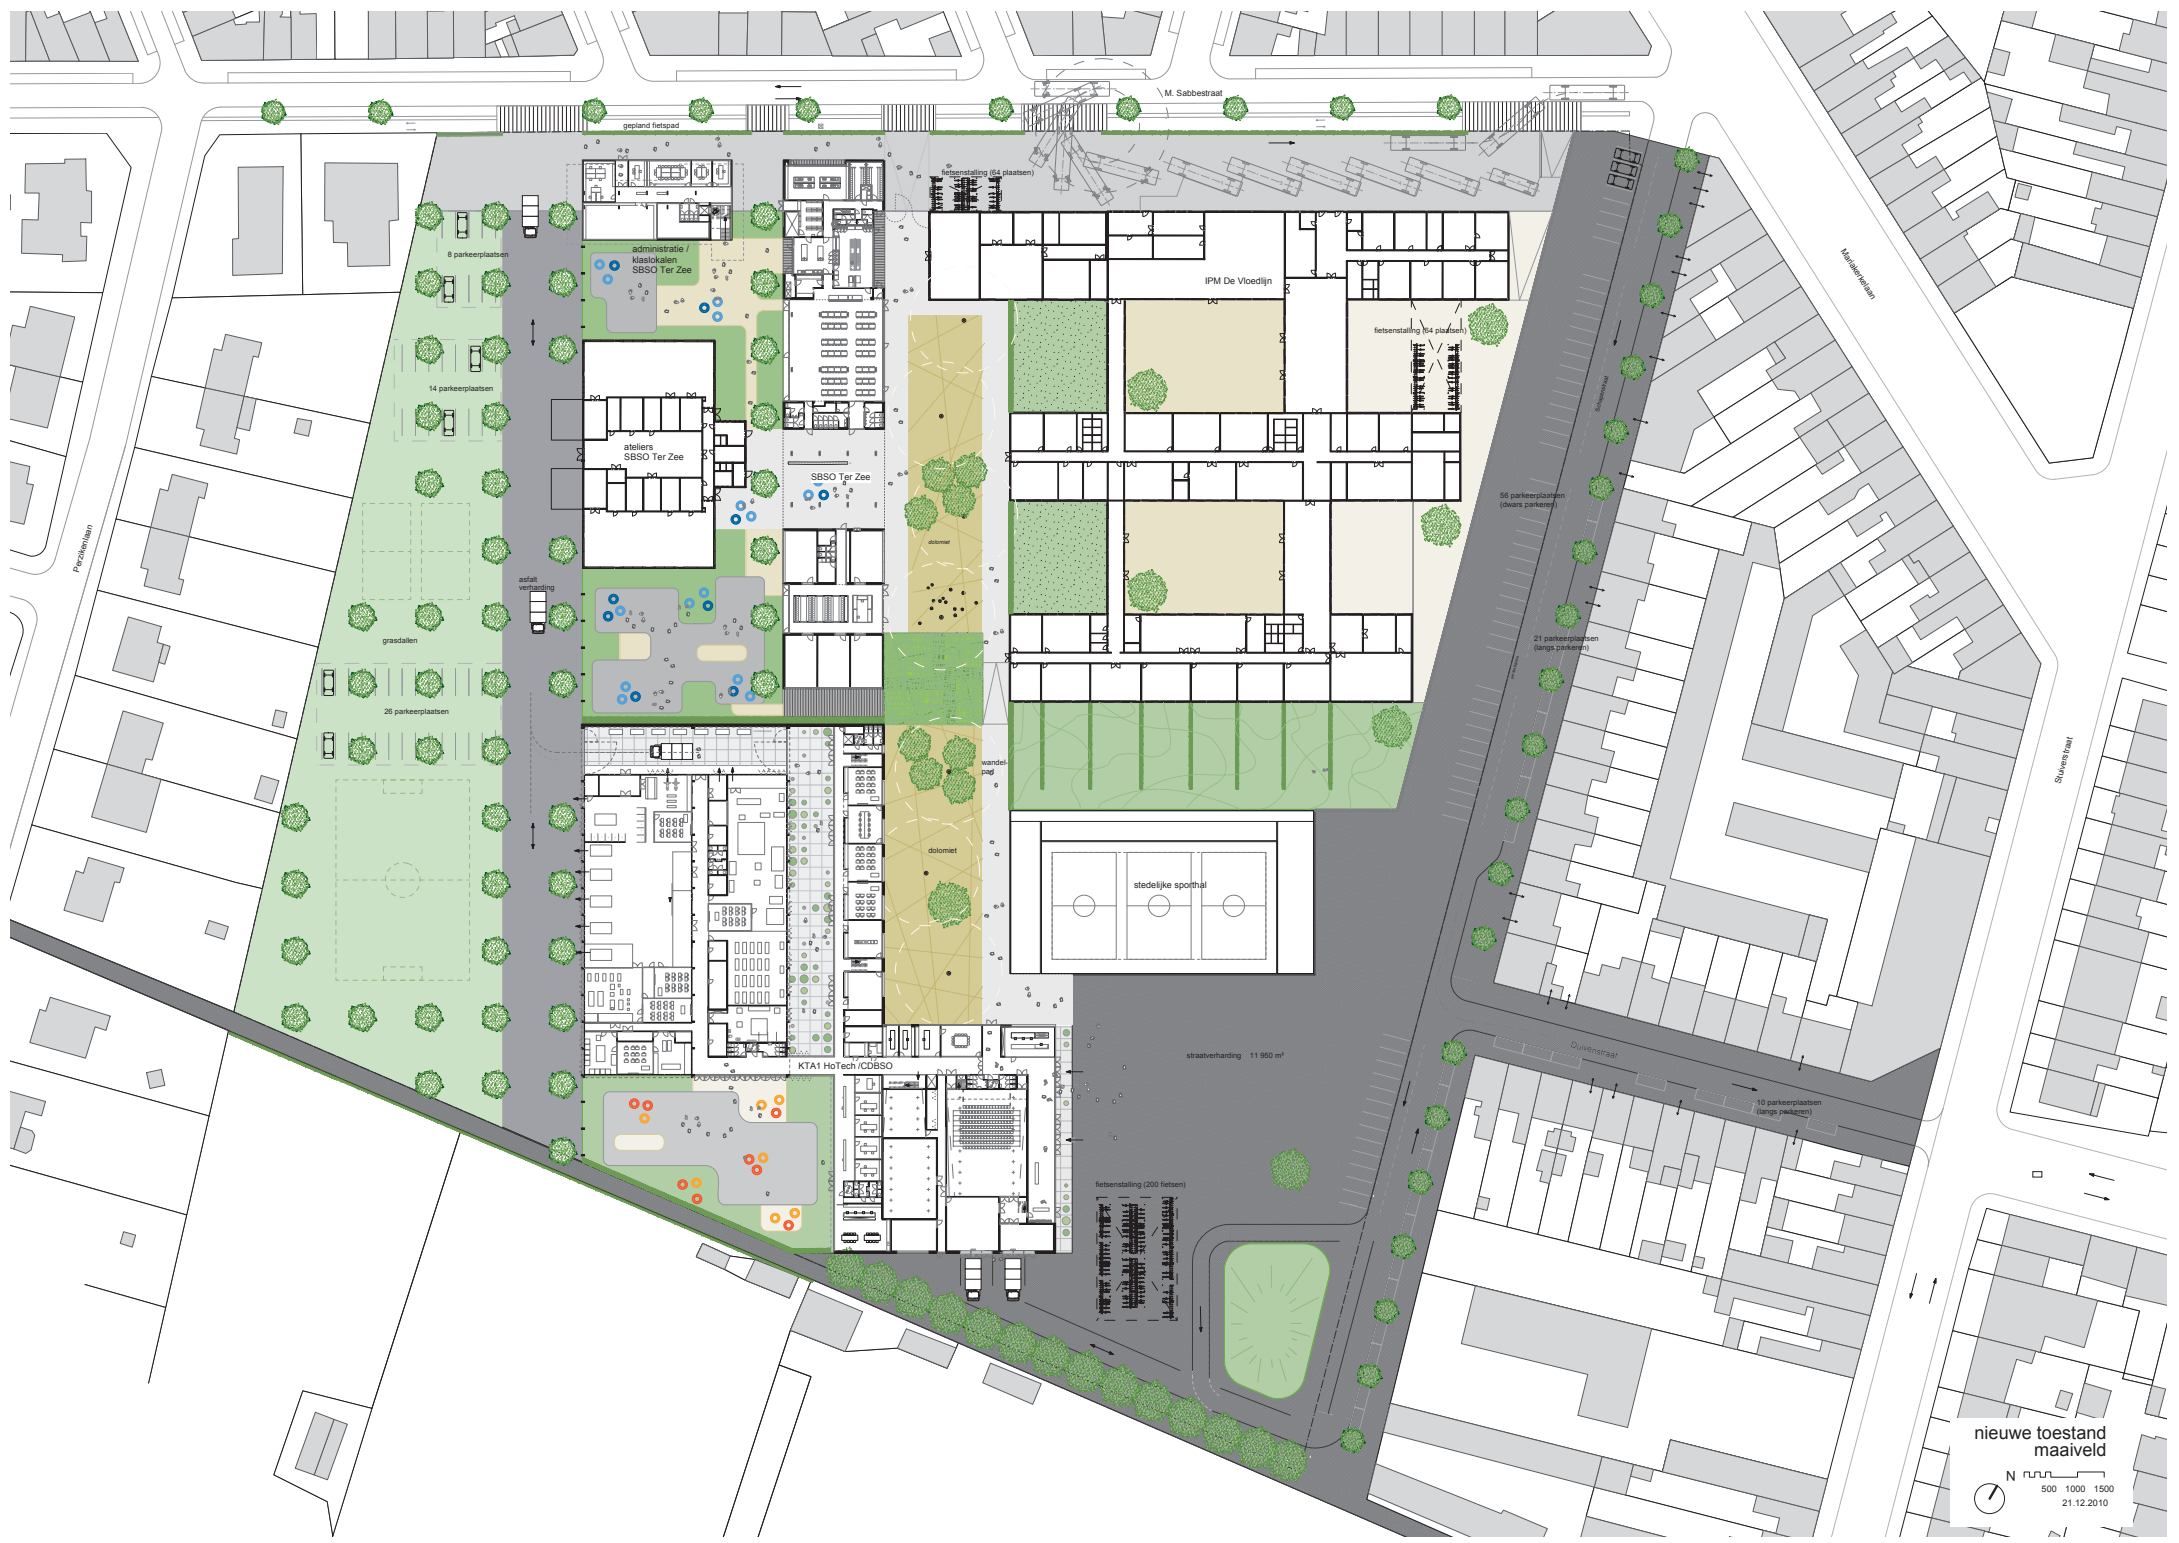 M. Sabbestraat
gepland fietspad
fietsenstalling (64 plaatsen)
administratie /
klaslokalen
SBSO Ter Zee
8 parkeerplaatsen
Mariakerkelaan
IPM De Vloedlijn
fietsenstalling (64 plaatsen)
14 parkeerplaatsen
ateliers
SBSO Ter Zee
SBSO Ter Zee
56 parkeerplaatsen
(dwars parkeren)
Perzikenlaan
dolomiet
asfalt
verharding
grasdallen
21 parkeerplaatsen
(langs parkeren)
26 parkeerplaatsen
wandel-
pad
Stuiverstraat
dolomiet
stedelijke sporthal
straatverharding 11 950 m²
Duivenstraat
KTA1 HoTech /CDBSO
10 parkeerplaatsen
(langs parkeren)
fietsenstalling (200 fietsen)
nieuwe toestand
maaiveld
N
500 1000 1500
21.12.2010